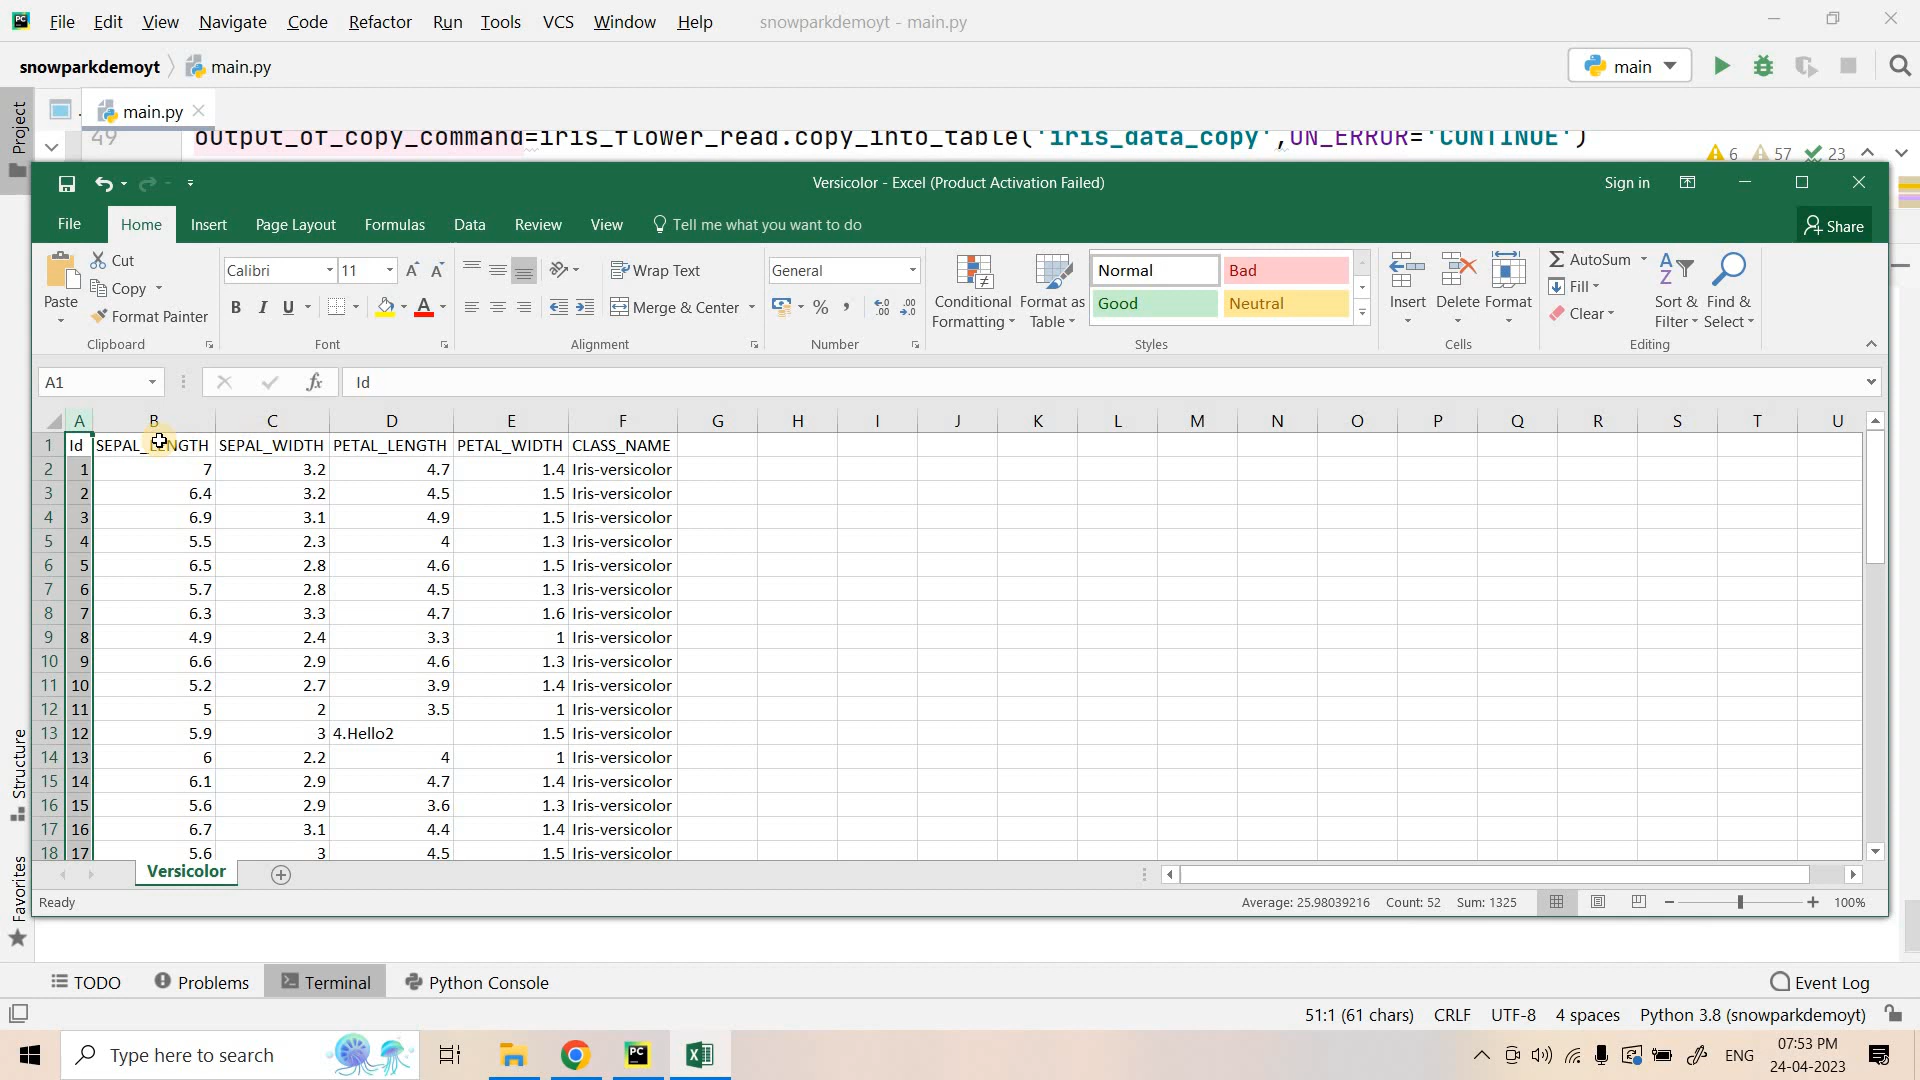 File Edit View Navigate Code Refactor Run Tools VCS Window Help snowparkdemoyt - main.py
snowparkdemoyt main.py main
Project
main.py
49 output_of_copy_command=iris_flower_read.copy_into_table('iris_data_copy',ON_ERROR='CONTINUE')
6 57 23
Versicolor - Excel (Product Activation Failed) Sign in
File Home Insert Page Layout Formulas Data Review View Tell me what you want to do Share
Paste Cut Copy Format Painter
Calibri 11
Wrap Text
Merge & Center
General
Conditional Formatting
Format as Table
Normal Bad
Good Neutral
Insert Delete Format
AutoSum Fill Clear
Sort & Filter Find & Select
Clipboard Font Alignment Number Styles Cells Editing
A1 fx Id
A B C D E F G H I J K L M N O P Q R S T U
1 Id SEPAL_LENGTH SEPAL_WIDTH PETAL_LENGTH PETAL_WIDTH CLASS_NAME
2 1 7 3.2 4.7 1.4 Iris-versicolor
3 2 6.4 3.2 4.5 1.5 Iris-versicolor
4 3 6.9 3.1 4.9 1.5 Iris-versicolor
5 4 5.5 2.3 4 1.3 Iris-versicolor
6 5 6.5 2.8 4.6 1.5 Iris-versicolor
7 6 5.7 2.8 4.5 1.3 Iris-versicolor
8 7 6.3 3.3 4.7 1.6 Iris-versicolor
9 8 4.9 2.4 3.3 1 Iris-versicolor
10 9 6.6 2.9 4.6 1.3 Iris-versicolor
11 10 5.2 2.7 3.9 1.4 Iris-versicolor
12 11 5 2 3.5 1 Iris-versicolor
13 12 5.9 3 4.Hello2 1.5 Iris-versicolor
14 13 6 2.2 4 1 Iris-versicolor
15 14 6.1 2.9 4.7 1.4 Iris-versicolor
16 15 5.6 2.9 3.6 1.3 Iris-versicolor
17 16 6.7 3.1 4.4 1.4 Iris-versicolor
18 17 5.6 3 4.5 1.5 Iris-versicolor
Versicolor
Ready Average: 25.98039216 Count: 52 Sum: 1325 100%
Structure
Favorites
TODO Problems Terminal Python Console Event Log
51:1 (61 chars) CRLF UTF-8 4 spaces Python 3.8 (snowparkdemoyt)
Type here to search ENG 07:53 PM
24-04-2023